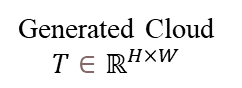 Generated Cloud
T ∈ ℝ^{H×W}